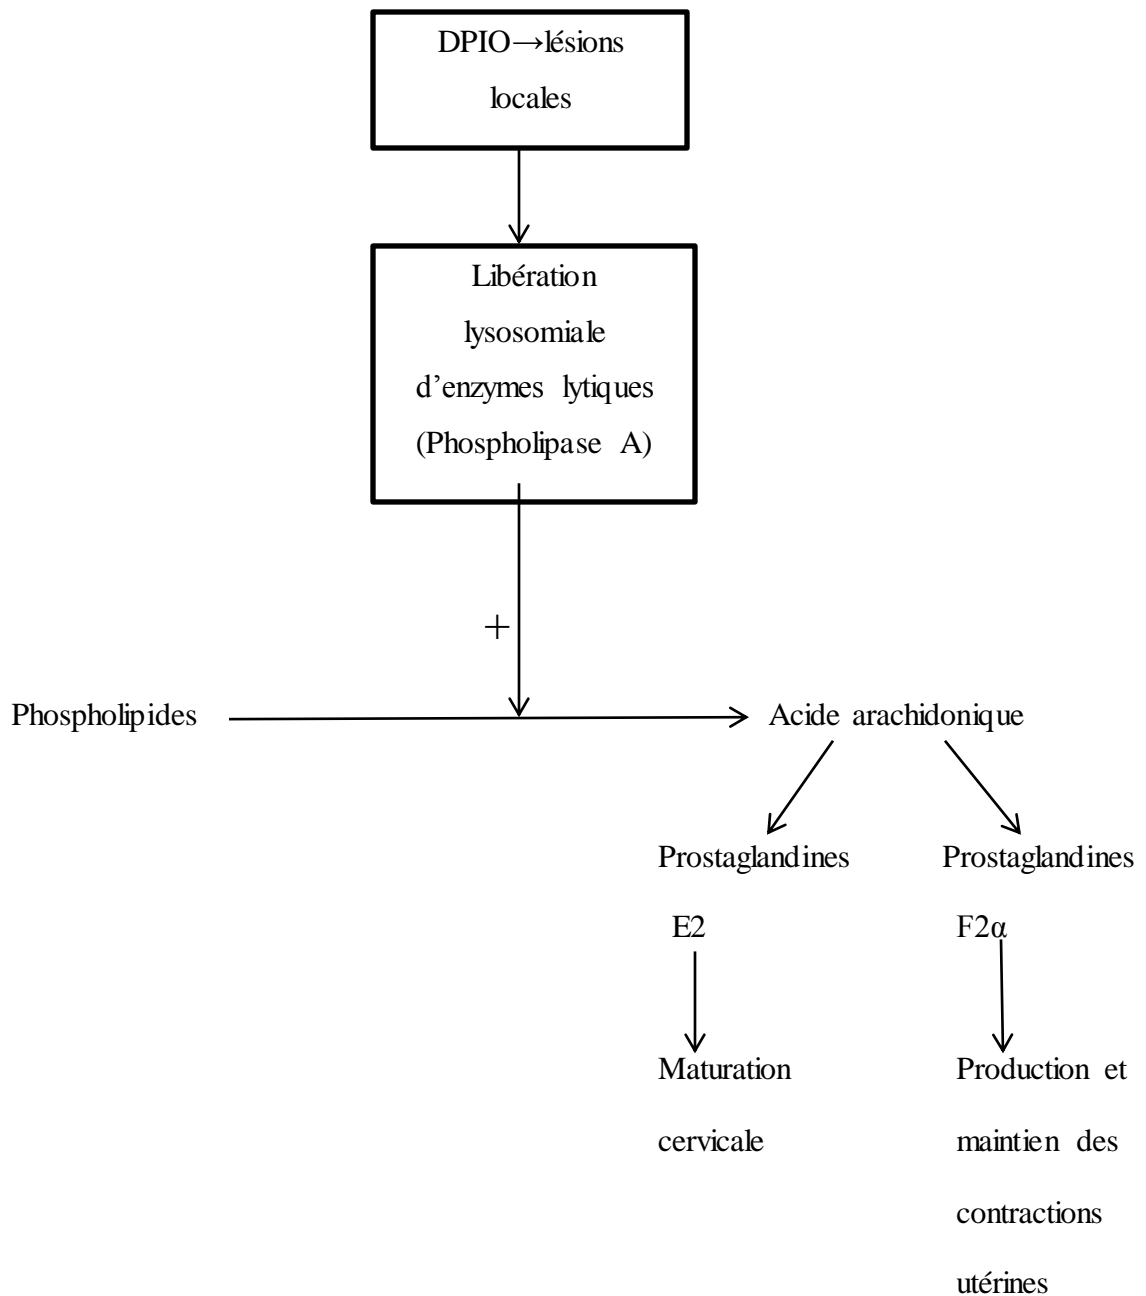 DPIO→lésions
locales
Libération
lysosomiale
d’enzymes lytiques
(Phospholipase A)
+
Phospholipides
Acide arachidonique
Prostaglandines
E2
Prostaglandines
F2α
Maturation
cervicale
Production et
maintien des
contractions
utérines